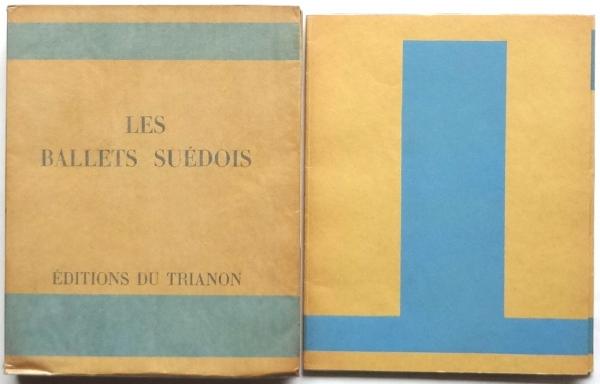 LES
BALLETS SUÉDOIS
ÉDITIONS DU TRIANON